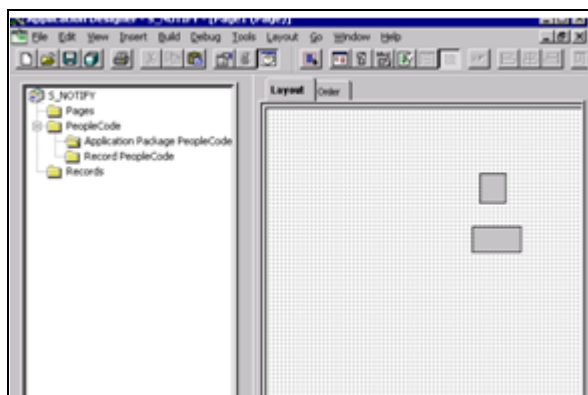 Application Designer - S_NOTIFY - [Page1 (Page)]
File Edit View Insert Build Debug Tools Layout Go Window Help
S_NOTIFY
Pages
PeopleCode
Application Package PeopleCode
Record PeopleCode
Records
Layout Order